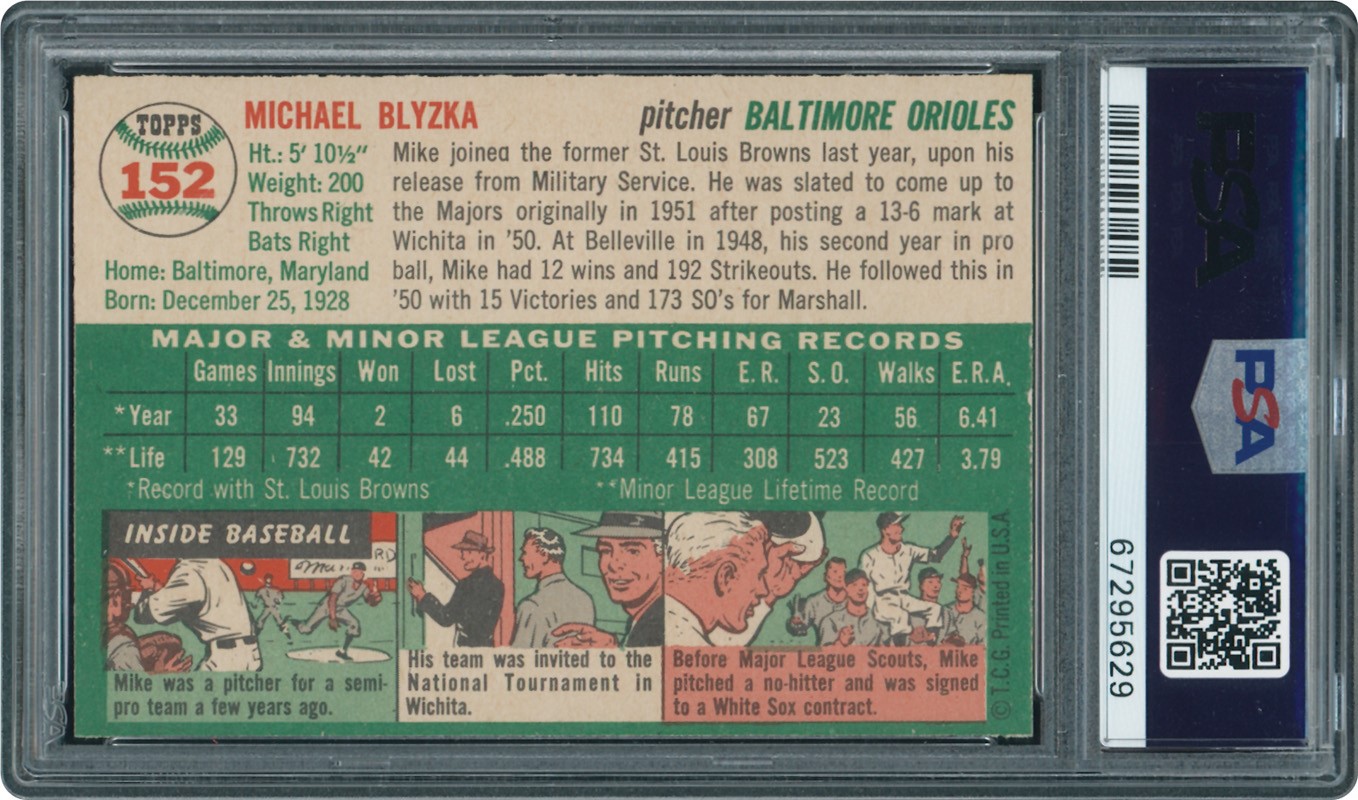 TOPPS
152
MICHAEL BLYZKA
pitcher BALTIMORE ORIOLES
Ht.: 5' 10½"
Weight: 200
Throws Right
Bats Right
Home: Baltimore, Maryland
Born: December 25, 1928
Mike joined the former St. Louis Browns last year, upon his
release from Military Service. He was slated to come up to
the Majors originally in 1951 after posting a 13-6 mark at
Wichita in '50. At Belleville in 1948, his second year in pro
ball, Mike had 12 wins and 192 Strikeouts. He followed this in
'50 with 15 Victories and 173 SO's for Marshall.
MAJOR & MINOR LEAGUE PITCHING RECORDS
Games Innings Won Lost Pct. Hits Runs E.R. S.O. Walks E.R.A.
*Year 33 94 2 6 .250 110 78 67 23 56 6.41
**Life 129 732 42 44 .488 734 415 308 523 427 3.79
*Record with St. Louis Browns **Minor League Lifetime Record
INSIDE BASEBALL
Mike was a pitcher for a semi-
pro team a few years ago.
His team was invited to the
National Tournament in
Wichita.
Before Major League Scouts, Mike
pitched a no-hitter and was signed
to a White Sox contract.
© T.C.G. Printed in U.S.A.
PSA
PSA
67295629